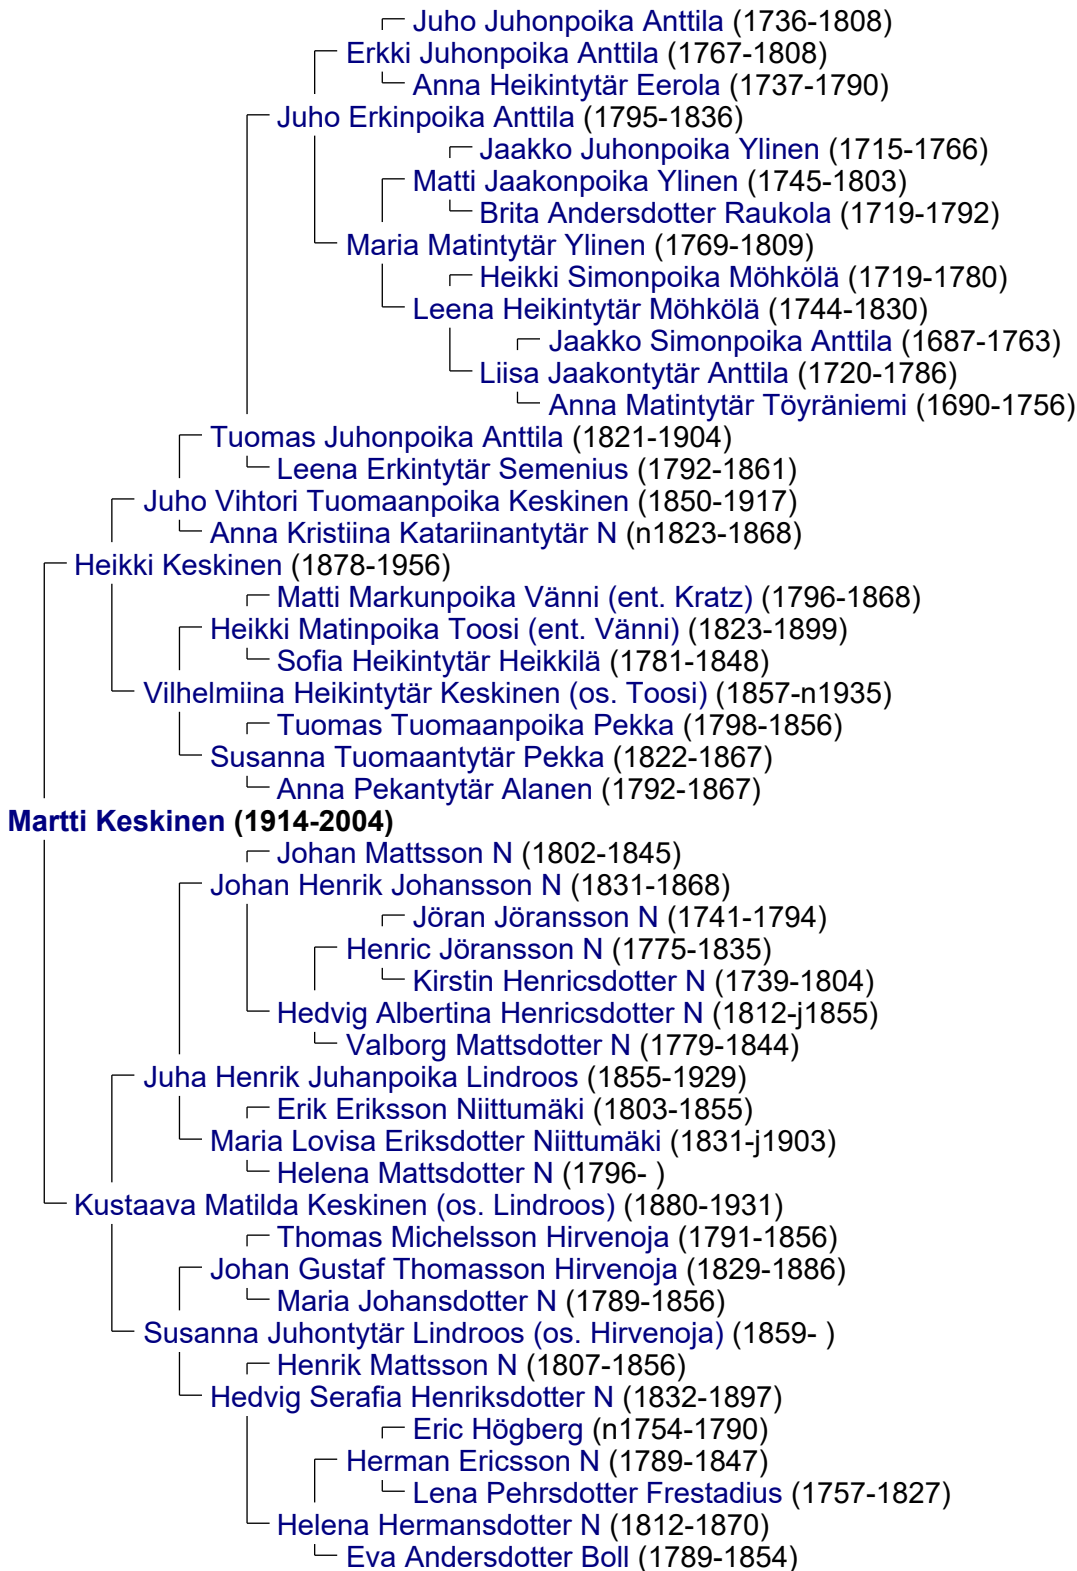 Juho Juhonpoika Anttila (1736-1808)
Erkki Juhonpoika Anttila (1767-1808)
Anna Heikintytär Eerola (1737-1790)
Juho Erkinpoika Anttila (1795-1836)
Jaakko Juhonpoika Ylinen (1715-1766)
Matti Jaakonpoika Ylinen (1745-1803)
Brita Andersdotter Raukola (1719-1792)
Maria Matintytär Ylinen (1769-1809)
Heikki Simonpoika Möhkölä (1719-1780)
Leena Heikintytär Möhkölä (1744-1830)
Jaakko Simonpoika Anttila (1687-1763)
Liisa Jaakontytär Anttila (1720-1786)
Anna Matintytär Töyräniemi (1690-1756)
Tuomas Juhonpoika Anttila (1821-1904)
Leena Erkintytär Semenius (1792-1861)
Juho Vihtori Tuomaanpoika Keskinen (1850-1917)
Anna Kristiina Katariinantytär N (n1823-1868)
Heikki Keskinen (1878-1956)
Matti Markunpoika Vänni (ent. Kratz) (1796-1868)
Heikki Matinpoika Toosi (ent. Vänni) (1823-1899)
Sofia Heikintytär Heikkilä (1781-1848)
Vilhelmiina Heikintytär Keskinen (os. Toosi) (1857-n1935)
Tuomas Tuomaanpoika Pekka (1798-1856)
Susanna Tuomaantytär Pekka (1822-1867)
Anna Pekantytär Alanen (1792-1867)
Martti Keskinen (1914-2004)
Johan Mattsson N (1802-1845)
Johan Henrik Johansson N (1831-1868)
Jöran Jöransson N (1741-1794)
Henric Jöransson N (1775-1835)
Kirstin Henricsdotter N (1739-1804)
Hedvig Albertina Henricsdotter N (1812-j1855)
Valborg Mattsdotter N (1779-1844)
Juha Henrik Juhanpoika Lindroos (1855-1929)
Erik Eriksson Niittumäki (1803-1855)
Maria Lovisa Eriksdotter Niittumäki (1831-j1903)
Helena Mattsdotter N (1796- )
Kustaava Matilda Keskinen (os. Lindroos) (1880-1931)
Thomas Michelsson Hirvenoja (1791-1856)
Johan Gustaf Thomasson Hirvenoja (1829-1886)
Maria Johansdotter N (1789-1856)
Susanna Juhontytär Lindroos (os. Hirvenoja) (1859- )
Henrik Mattsson N (1807-1856)
Hedvig Serafia Henriksdotter N (1832-1897)
Eric Högberg (n1754-1790)
Herman Ericsson N (1789-1847)
Lena Pehrsdotter Frestadius (1757-1827)
Helena Hermansdotter N (1812-1870)
Eva Andersdotter Boll (1789-1854)